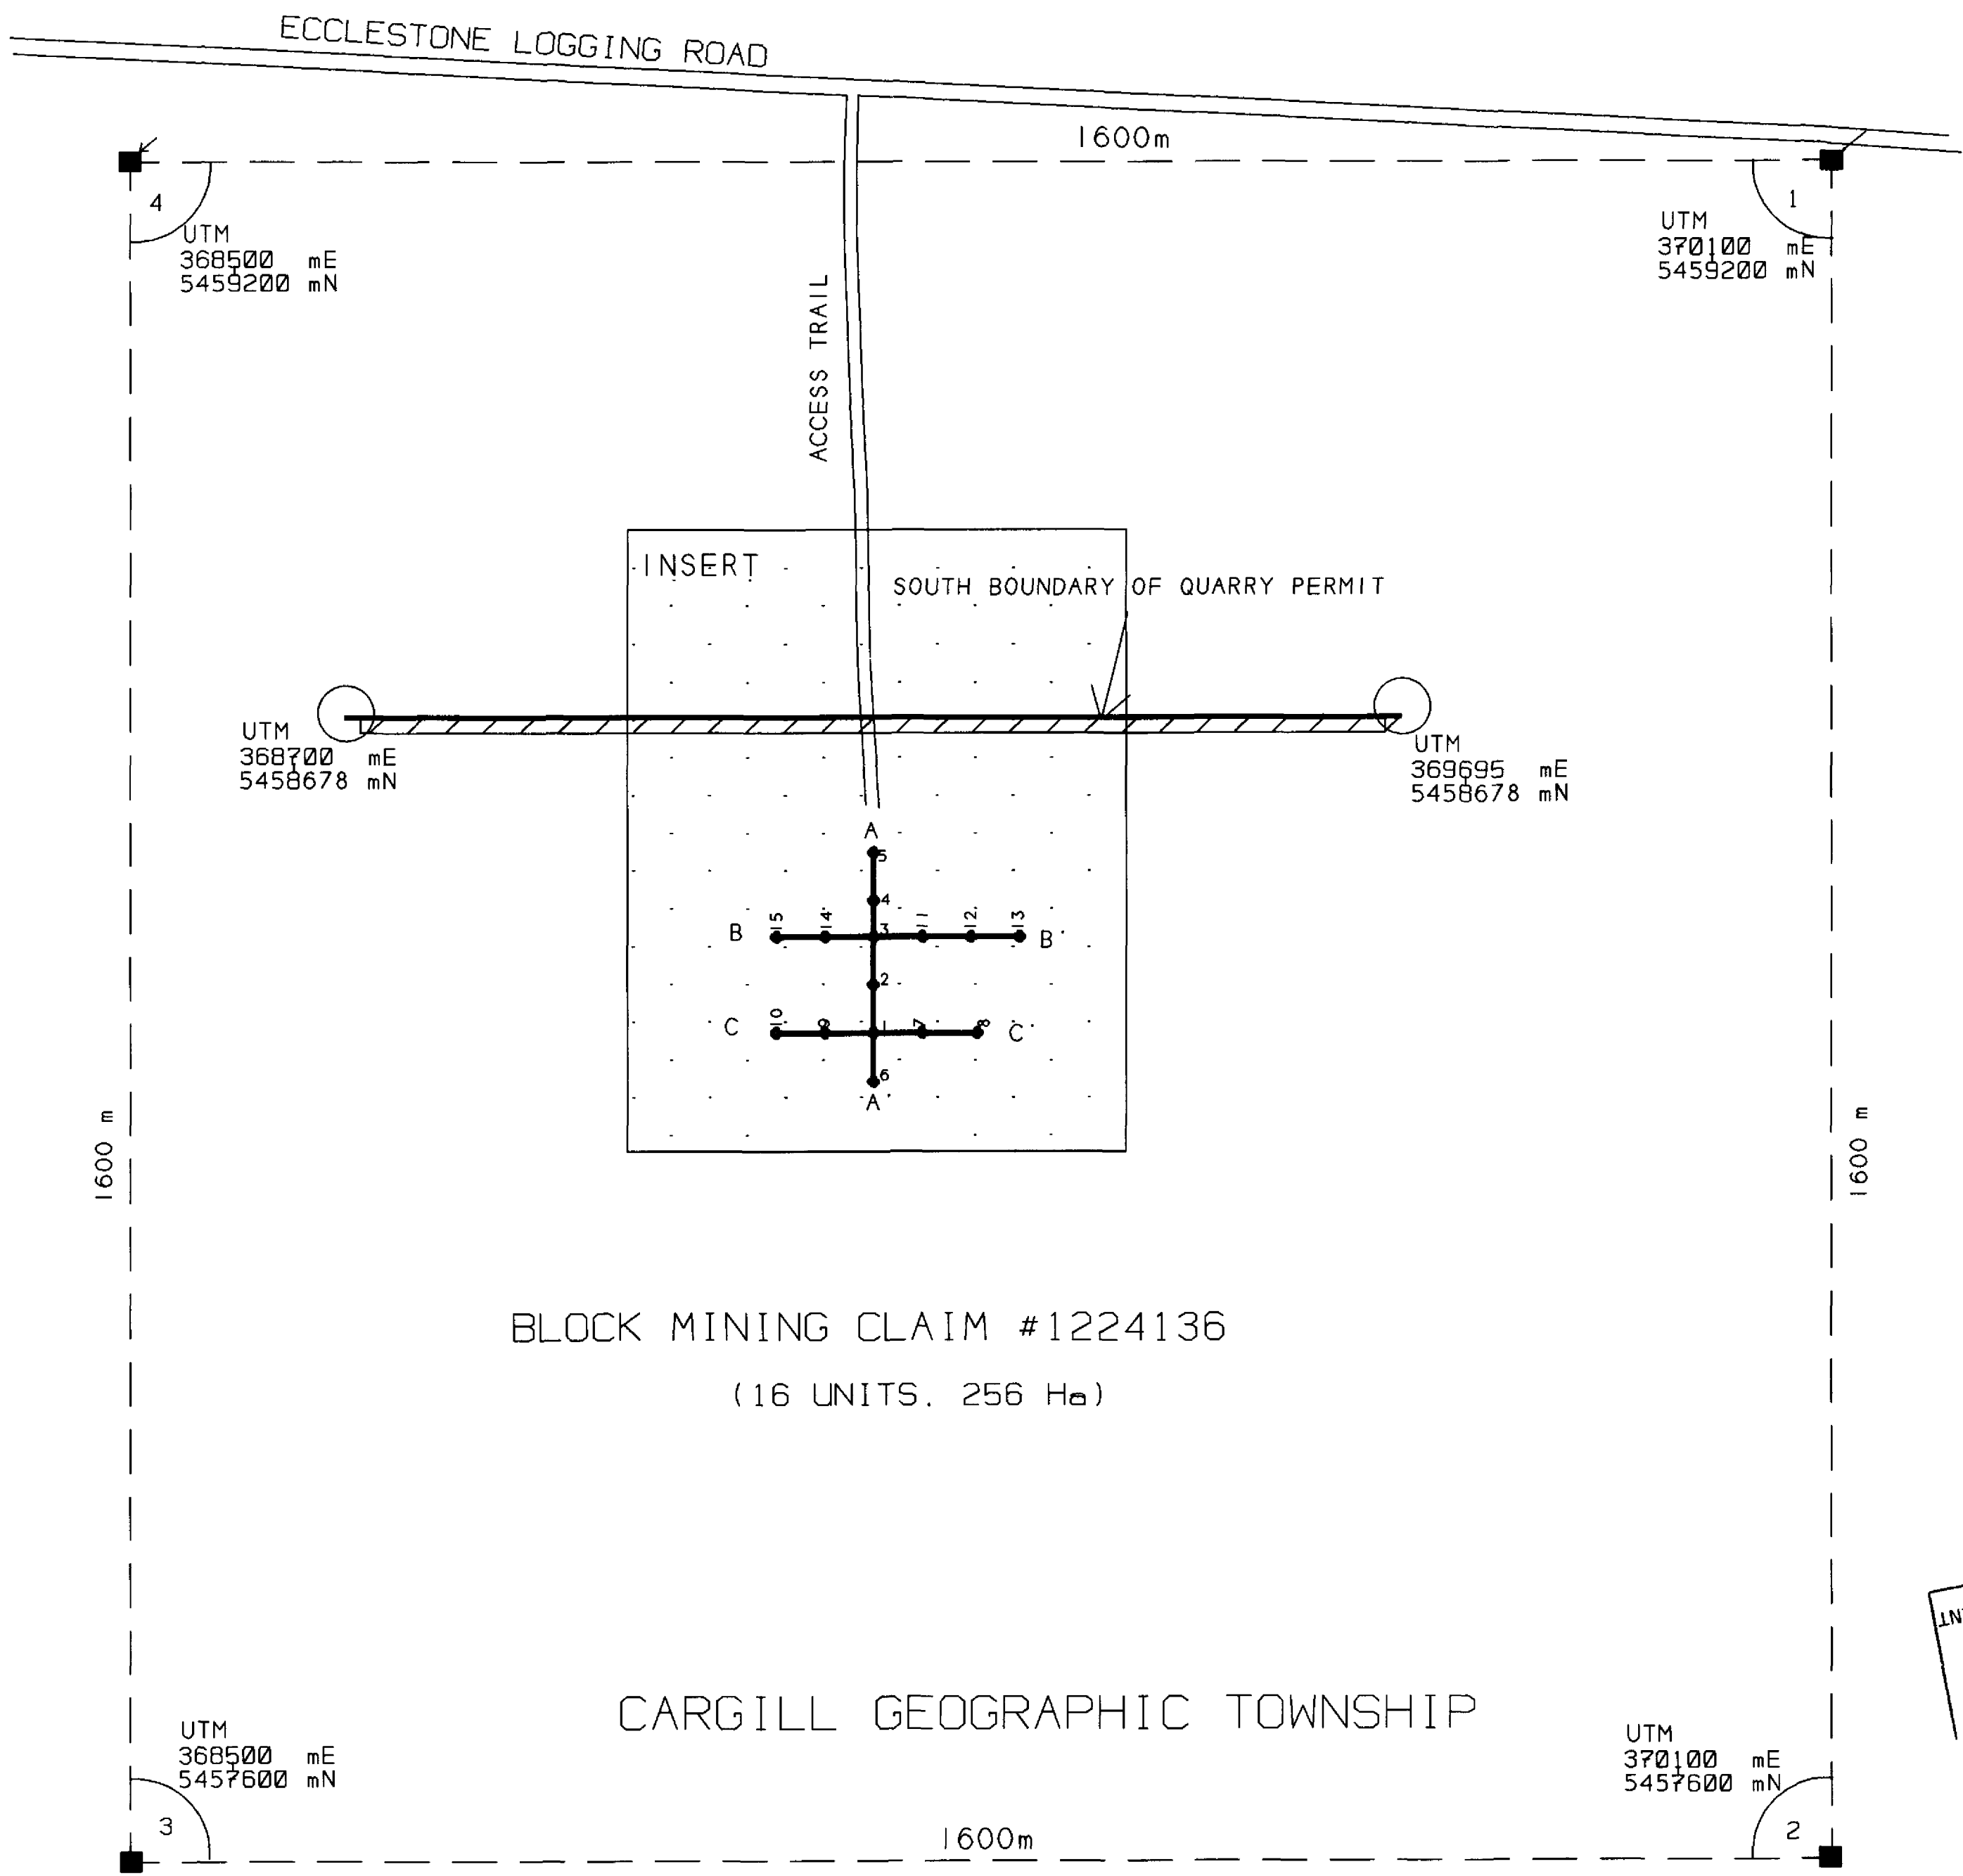 ECCLESTONE LOGGING ROAD
1600m
4
UTM
368500 mE
5459200 mN
1
UTM
370100 mE
5459200 mN
ACCESS TRAIL
INSERT
SOUTH BOUNDARY OF QUARRY PERMIT
UTM
368700 mE
5458678 mN
UTM
369695 mE
5458678 mN
A
5
4
B 15 14 3 11 12 13 B'
2
C 10 9 1 7 8 C'
6
A'
1600 m
1600 m
BLOCK MINING CLAIM #1224136
(16 UNITS. 256 Ha)
CARGILL GEOGRAPHIC TOWNSHIP
UTM
368500 mE
5457600 mN
3
UTM
370100 mE
5457600 mN
2
1600m